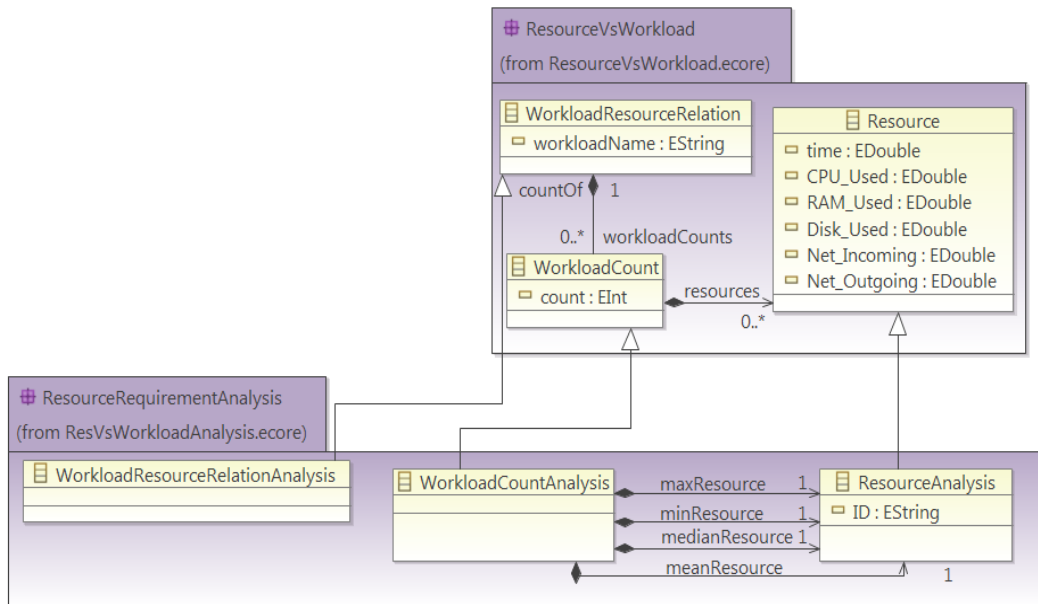 ResourceVsWorkload
(from ResourceVsWorkload.ecore)
WorkloadResourceRelation
workloadName : EString
Resource
time : EDouble
CPU_Used : EDouble
RAM_Used : EDouble
Disk_Used : EDouble
Net_Incoming : EDouble
Net_Outgoing : EDouble
countOf 1
0..* workloadCounts
WorkloadCount
count : EInt
resources
0..*
ResourceRequirementAnalysis
(from ResVsWorkloadAnalysis.ecore)
WorkloadResourceRelationAnalysis
WorkloadCountAnalysis
maxResource 1
minResource 1
medianResource 1
meanResource 1
ResourceAnalysis
ID : EString